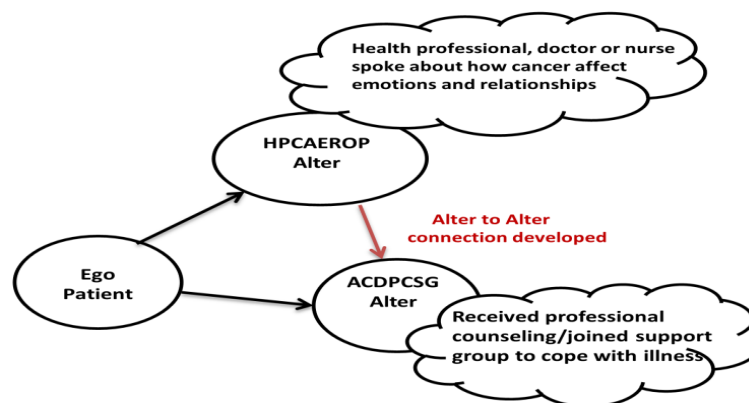 Health professional, doctor or nurse
spoke about how cancer affect
emotions and relationships
HPCAEROP
Alter
Alter to Alter
connection developed
Ego
Patient
ACDPCSG
Alter
Received professional
counseling/joined support
group to cope with illness